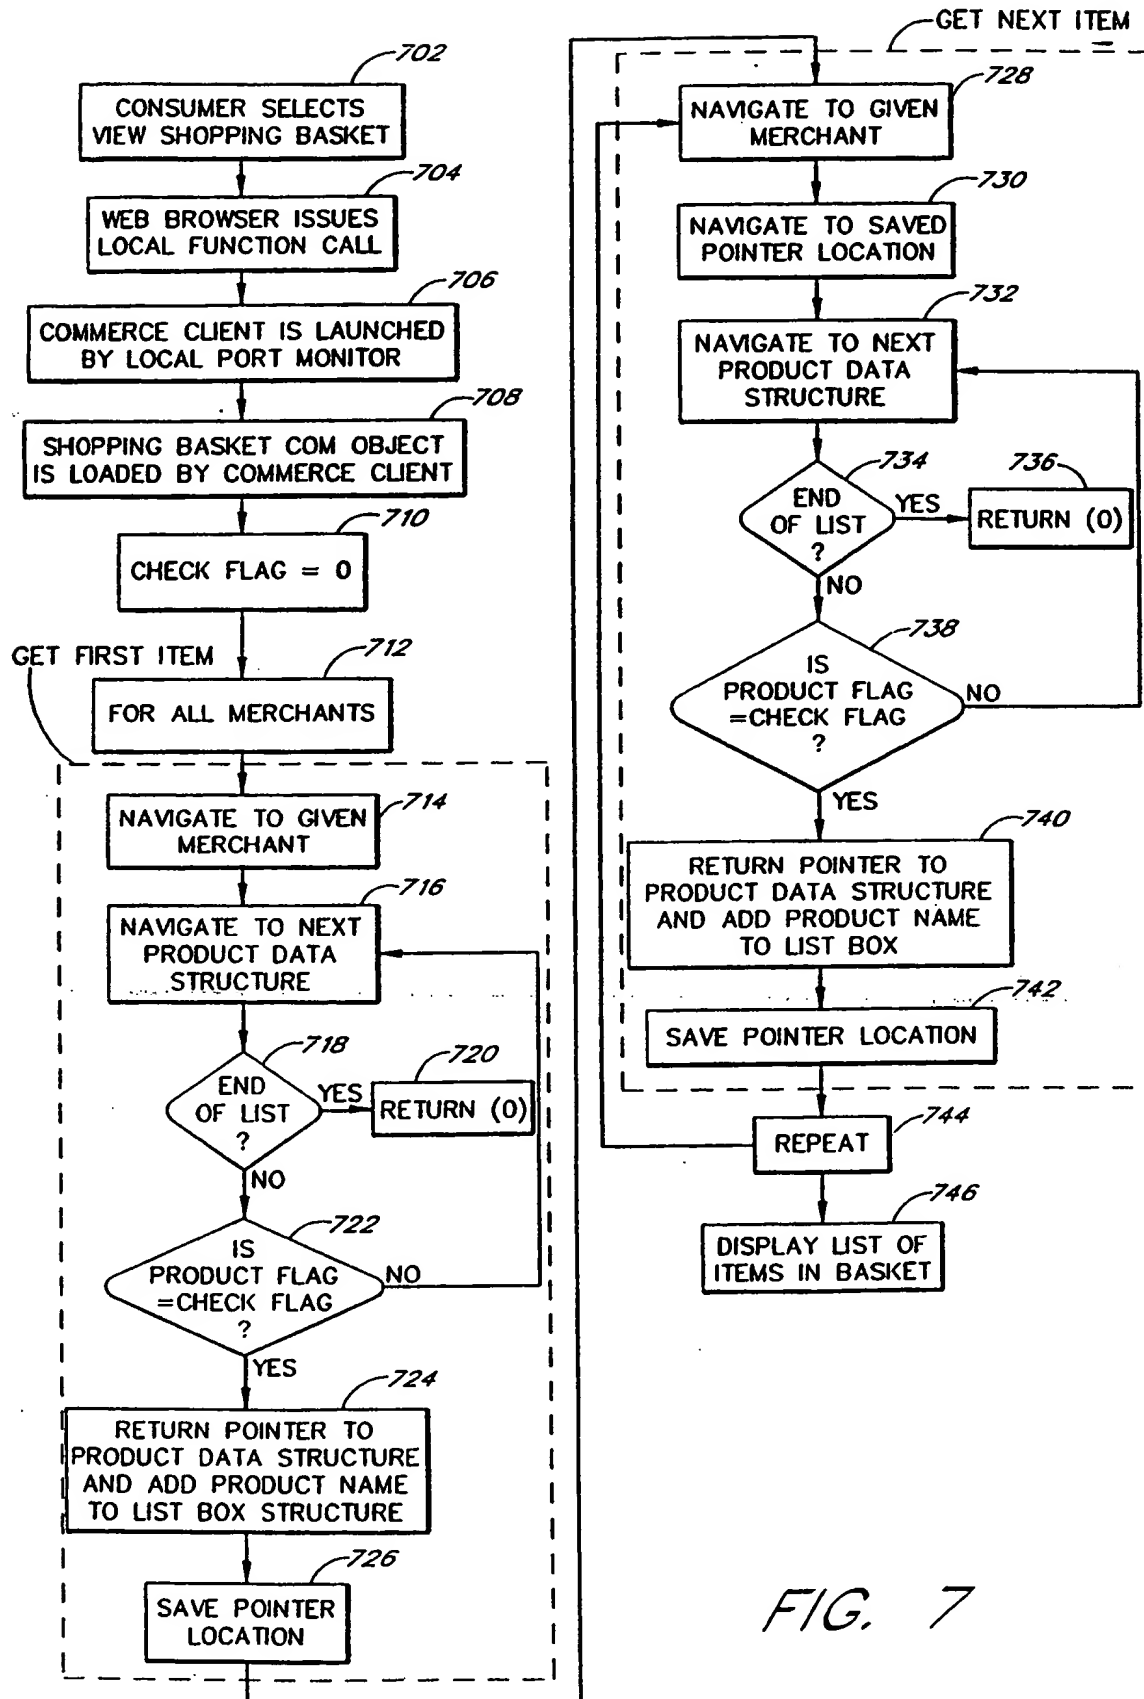 702
CONSUMER SELECTS
VIEW SHOPPING BASKET
704
WEB BROWSER ISSUES
LOCAL FUNCTION CALL
706
COMMERCE CLIENT IS LAUNCHED
BY LOCAL PORT MONITOR
708
SHOPPING BASKET COM OBJECT
IS LOADED BY COMMERCE CLIENT
710
CHECK FLAG = 0
GET FIRST ITEM
712
FOR ALL MERCHANTS
714
NAVIGATE TO GIVEN
MERCHANT
716
NAVIGATE TO NEXT
PRODUCT DATA
STRUCTURE
718
END
OF LIST
?
YES
720
RETURN (0)
NO
722
IS
PRODUCT FLAG
=CHECK FLAG
?
NO
YES
724
RETURN POINTER TO
PRODUCT DATA STRUCTURE
AND ADD PRODUCT NAME
TO LIST BOX STRUCTURE
726
SAVE POINTER
LOCATION
GET NEXT ITEM
728
NAVIGATE TO GIVEN
MERCHANT
730
NAVIGATE TO SAVED
POINTER LOCATION
732
NAVIGATE TO NEXT
PRODUCT DATA
STRUCTURE
734
END
OF LIST
?
YES
736
RETURN (0)
NO
738
IS
PRODUCT FLAG
=CHECK FLAG
?
NO
YES
740
RETURN POINTER TO
PRODUCT DATA STRUCTURE
AND ADD PRODUCT NAME
TO LIST BOX
742
SAVE POINTER LOCATION
744
REPEAT
746
DISPLAY LIST OF
ITEMS IN BASKET
FIG. 7